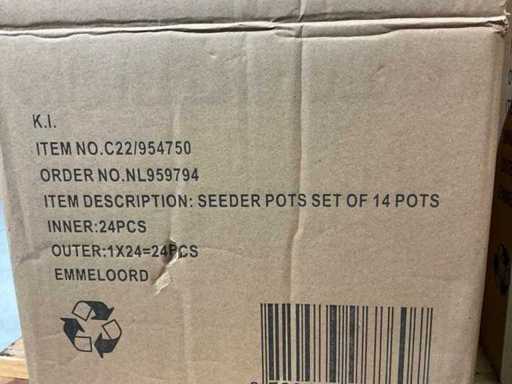 K.I.
ITEM NO.C22/954750
ORDER NO.NL959794
ITEM DESCRIPTION: SEEDER POTS SET OF 14 POTS
INNER:24PCS
OUTER:1X24=24PCS
EMMELOORD